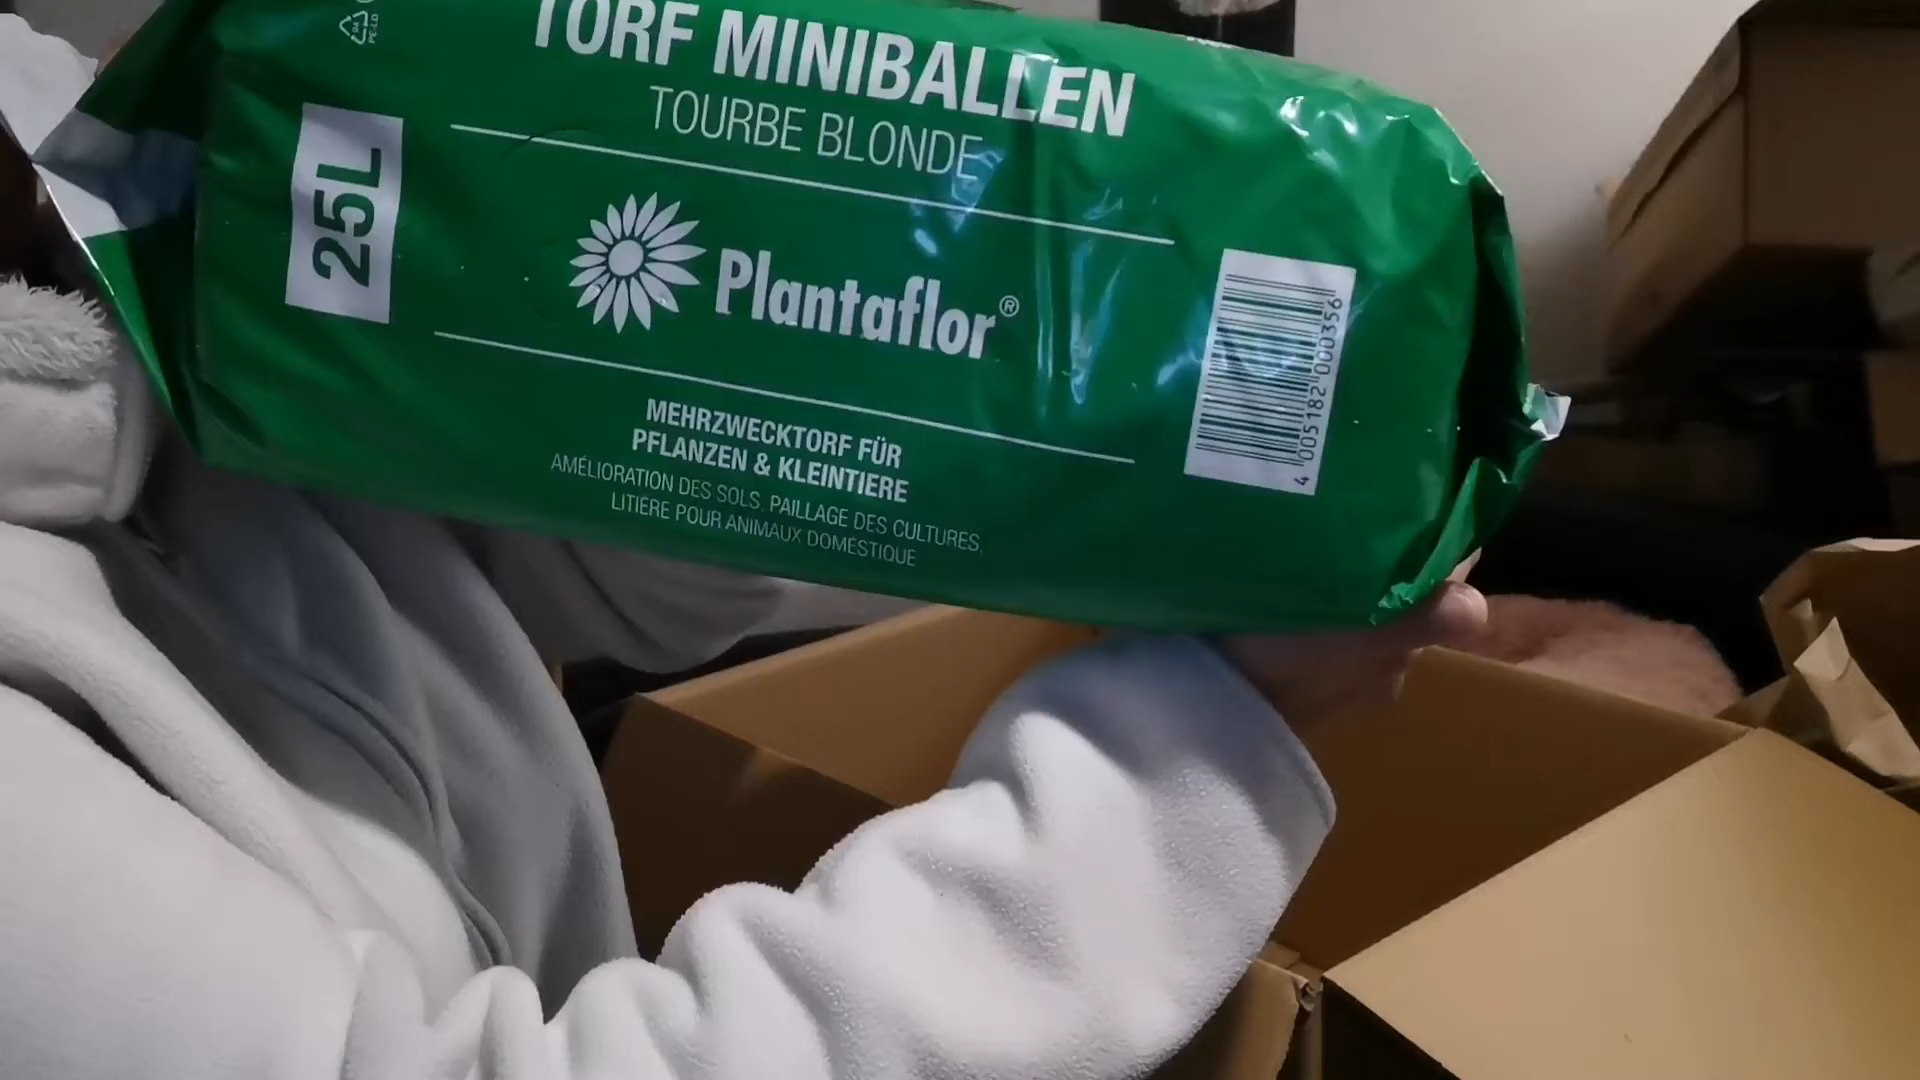 TORF MINIBALLEN
TOURBE BLONDE
25L
Plantaflor®
MEHRZWECKTORF FÜR
PFLANZEN & KLEINTIERE
AMÉLIORATION DES SOLS, PAILLAGE DES CULTURES,
LITIÈRE POUR ANIMAUX DOMESTIQUE
4 005182 000356